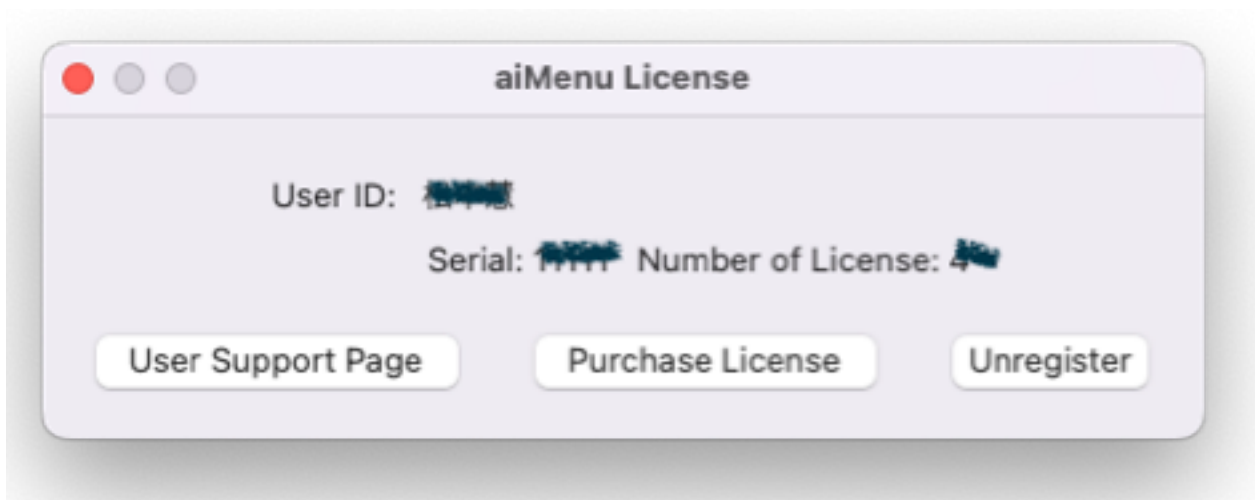 aiMenu License
User ID:
Serial: Number of License:
User Support Page Purchase License Unregister